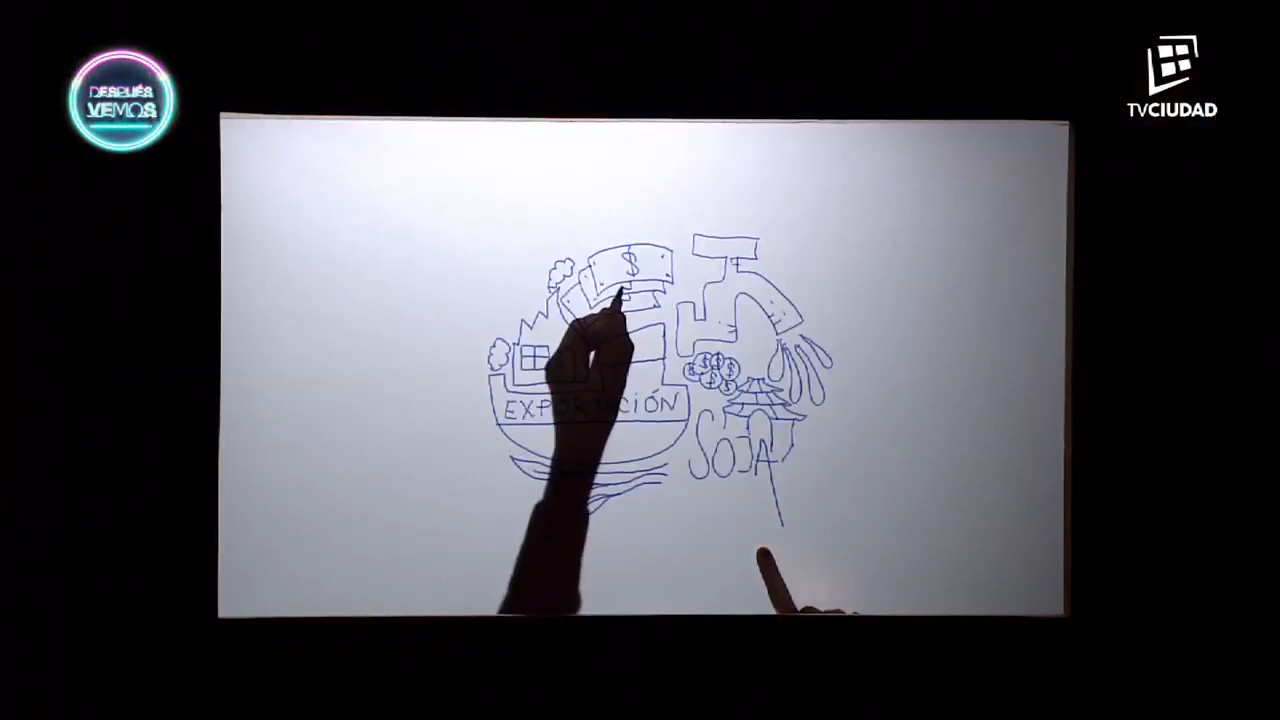 DESPUÉS
VEMOS
TVCIUDAD
$
$ $ $ $
$ $
EXPORTACIÓN
SOJA